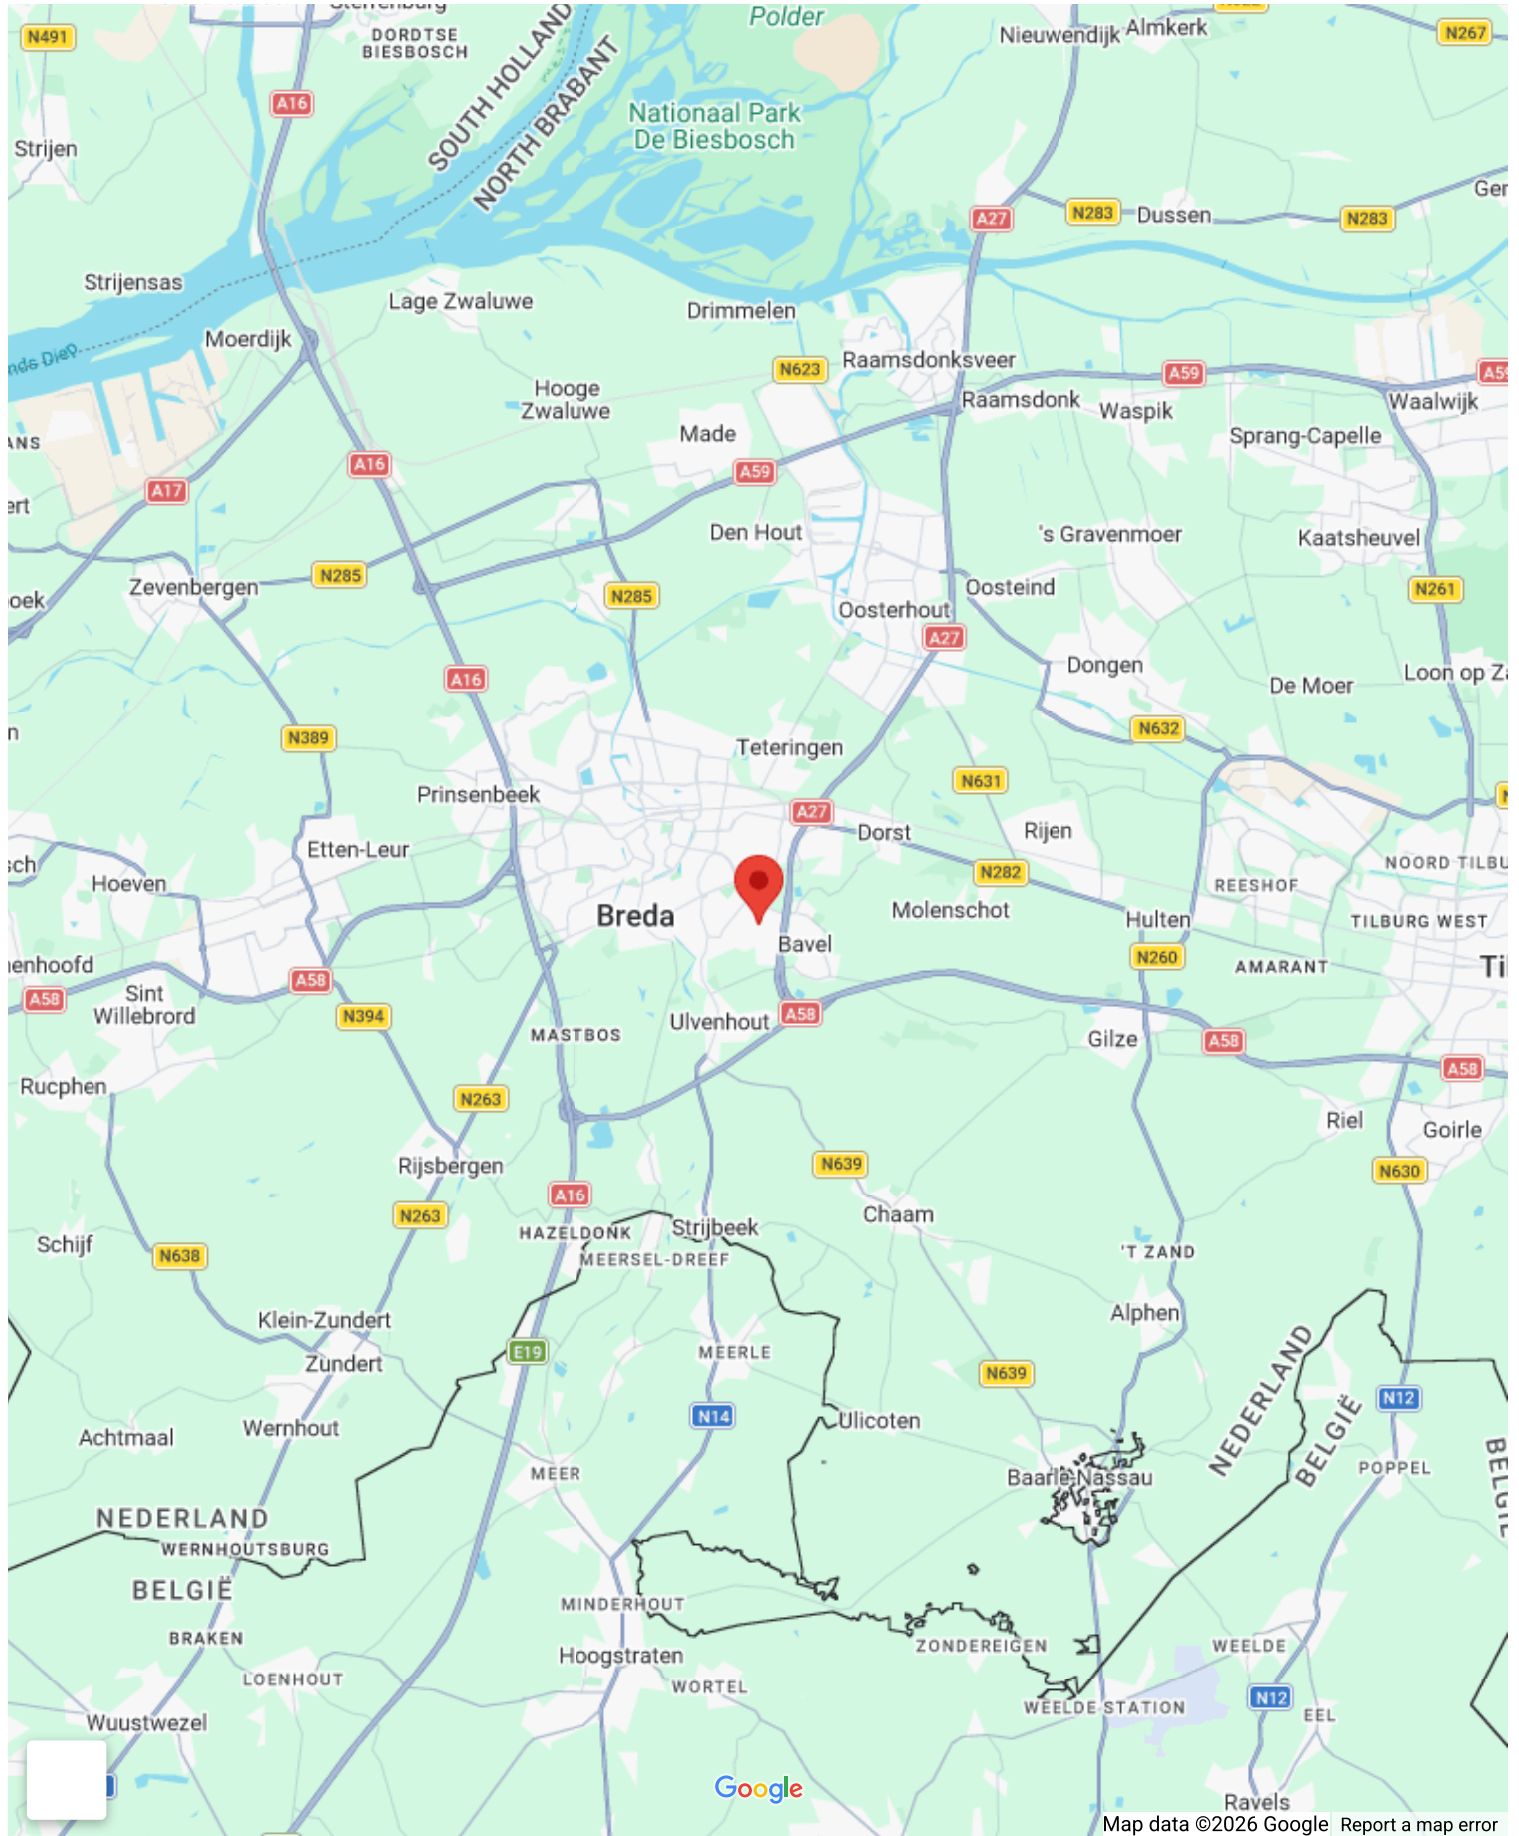 Sterrenburg
N491
DORDTSE
BIESBOSCH
SOUTH HOLLAND
NORTH BRABANT
Polder
Nieuwendijk
Almkerk
N267
A16
Nationaal Park
De Biesbosch
Strijen
A27
N283
Dussen
N283
Strijensas
Lage Zwaluwe
Drimmelen
Moerdijk
N623
Raamsdonksveer
A59
A59
Hooge
Zwaluwe
Raamsdonk
Waspik
Waalwijk
Made
Sprang-Capelle
A16
A59
A17
Den Hout
's Gravenmoer
Kaatsheuvel
Zevenbergen
N285
N285
Oosterhout
Oosteind
N261
A27
Dongen
A16
De Moer
Loon op Za
N389
Teteringen
N632
Prinsenbeek
N631
A27
Dorst
Rijen
Etten-Leur
NOORD TILBU
Hoeven
N282
REESHOF
Breda
Molenschot
Hulten
TILBURG WEST
Bavel
N260
AMARANT
Ti
enhoofd
A58
A58
Sint
Willebrord
N394
MASTBOS
Ulvenhout
A58
Gilze
A58
A58
Rucphen
N263
Riel
Goirle
Rijsbergen
N639
N630
A16
N263
Chaam
Schijf
N638
HAZELDONK
Strijbeek
MEERSEL-DREEF
'T ZAND
Klein-Zundert
Alphen
Zundert
E19
MEERLE
N639
NEDERLAND
BELGIË
N12
Achtmaal
Wernhout
N14
Ulicoten
MEER
Baarle-Nassau
POPPEL
NEDERLAND
WERNHOUTSBURG
BELGIË
MINDERHOUT
BRAKEN
Hoogstraten
ZONDEREIGEN
WEELDE
LOENHOUT
WORTEL
WEELDE STATION
N12
EEL
Wuustwezel
Google
Ravels
Map data ©2026 Google
Report a map error